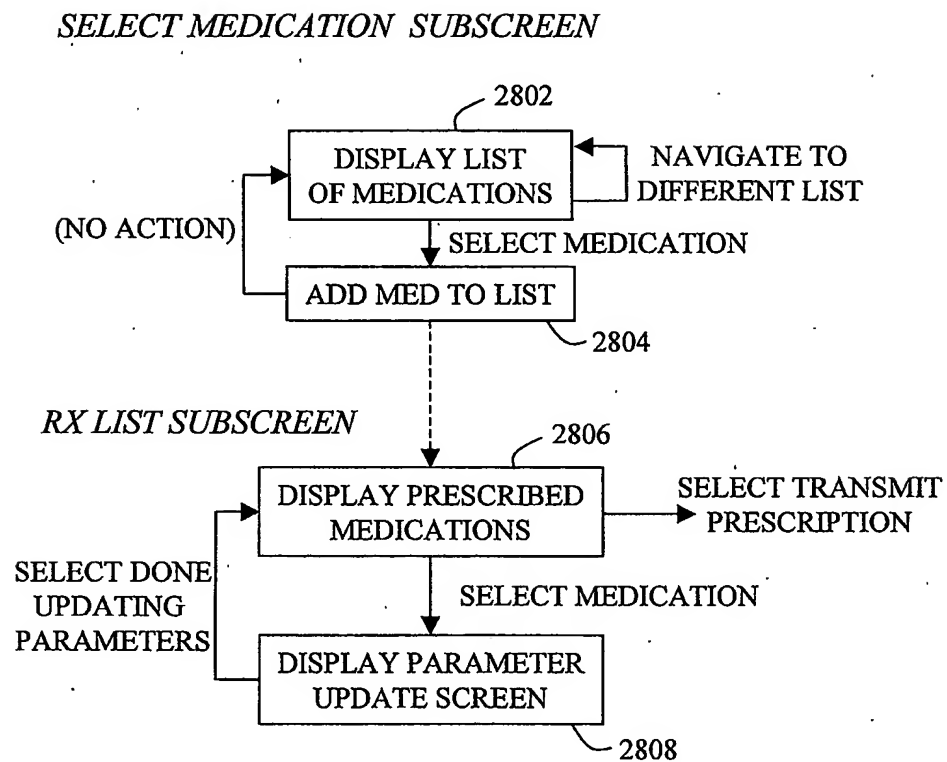 SELECT MEDICATION SUBSCREEN
2802
DISPLAY LIST
OF MEDICATIONS
NAVIGATE TO
DIFFERENT LIST
(NO ACTION)
SELECT MEDICATION
ADD MED TO LIST
2804
RX LIST SUBSCREEN
2806
DISPLAY PRESCRIBED
MEDICATIONS
SELECT TRANSMIT
PRESCRIPTION
SELECT DONE
UPDATING
PARAMETERS
SELECT MEDICATION
DISPLAY PARAMETER
UPDATE SCREEN
2808